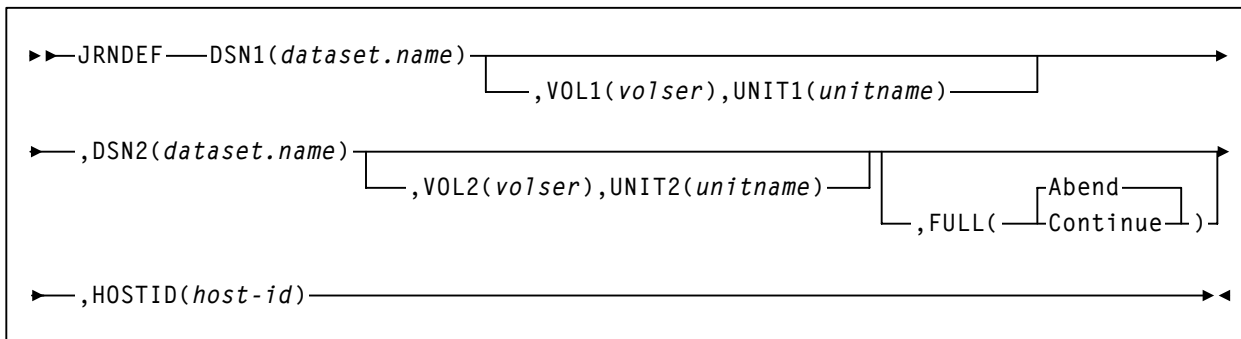 JRNDEF DSN1(dataset.name)
,VOL1(volser),UNIT1(unitname)
,DSN2(dataset.name)
,VOL2(volser),UNIT2(unitname)
Abend
,FULL( Continue )
,HOSTID(host-id)